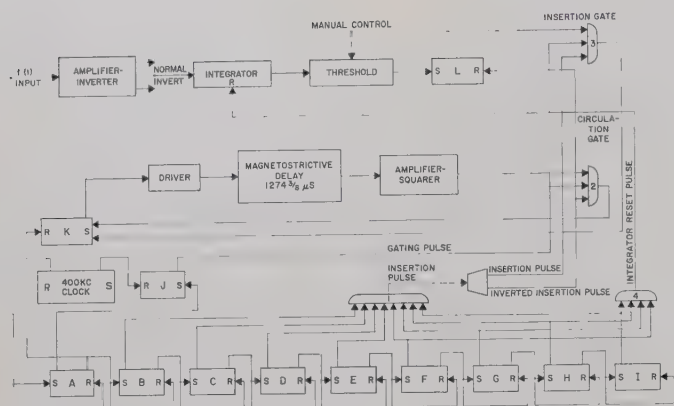 MANUAL CONTROL
INSERTION GATE
3
f (t)
INPUT
AMPLIFIER-
INVERTER
NORMAL
INVERT
INTEGRATOR
R
THRESHOLD
S L R
CIRCULA-
TION
GATE
2
DRIVER
MAGNETOSTRICTIVE
DELAY
1274 3/8 μS
AMPLIFIER-
SQUARER
R K S
GATING PULSE
INTEGRATOR RESET PULSE
R 400KC S
CLOCK
R J S
INSERTION
PULSE
INSERTION PULSE
INVERTED INSERTION PULSE
4
S A R
S B R
S C R
S D R
S E R
S F R
S G R
S H R
S I R